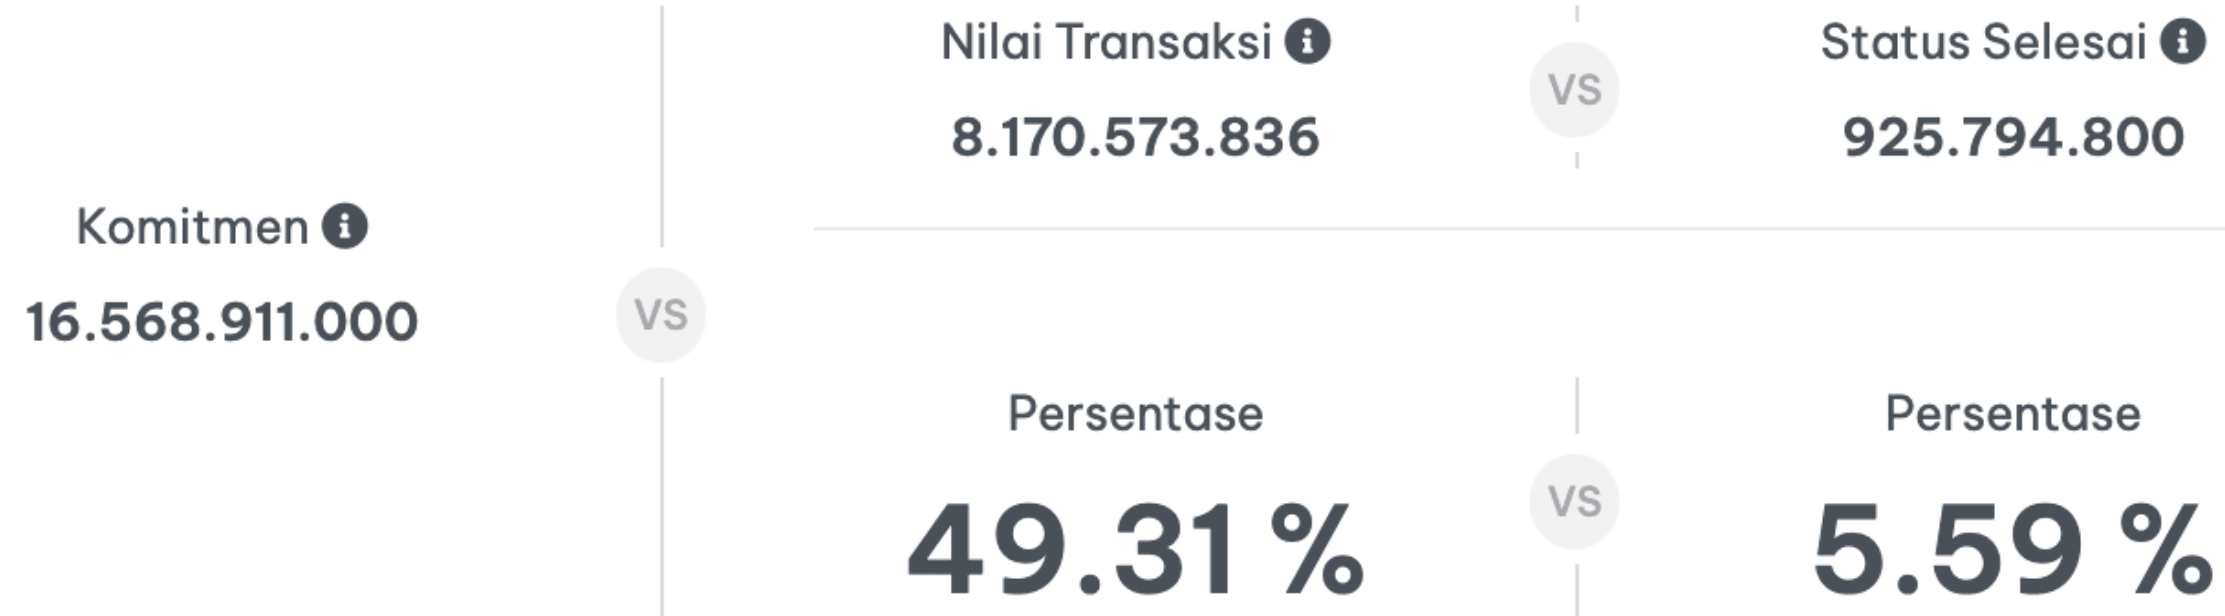 Komitmen
16.568.911.000
VS
Nilai Transaksi
8.170.573.836
VS
Status Selesai
925.794.800
Persentase
49.31 %
VS
Persentase
5.59 %